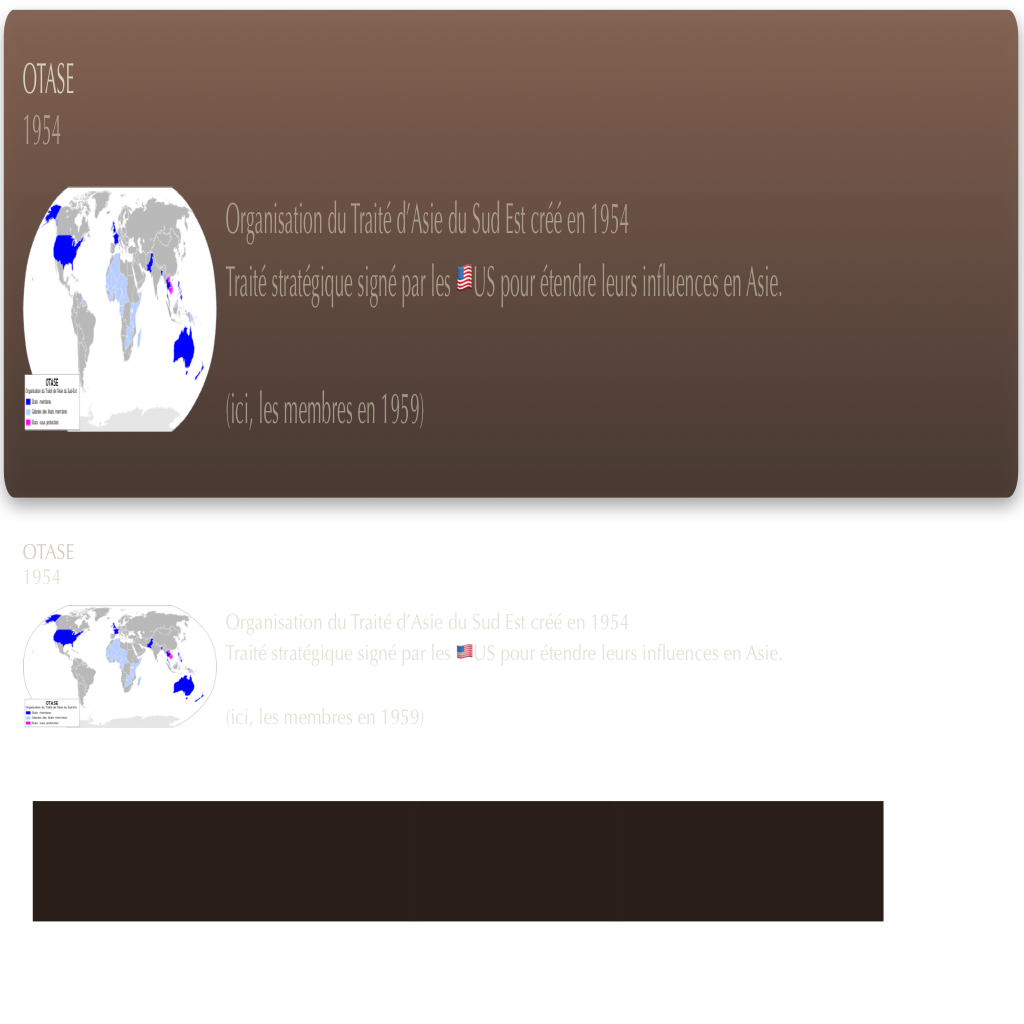 OTASE
1954
Organisation du Traité d'Asie du Sud Est créé en 1954
Traité stratégique signé par les 🇺🇸US pour étendre leurs influences en Asie.
(ici, les membres en 1959)
OTASE
Organisation du Traité de l'Asie du Sud-Est
États membres
Colonies des états membres
États sous protection
OTASE
1954
Organisation du Traité d'Asie du Sud Est créé en 1954
Traité stratégique signé par les 🇺🇸US pour étendre leurs influences en Asie.
(ici, les membres en 1959)
OTASE
Organisation du Traité de l'Asie du Sud-Est
États membres
Colonies des états membres
États sous protection